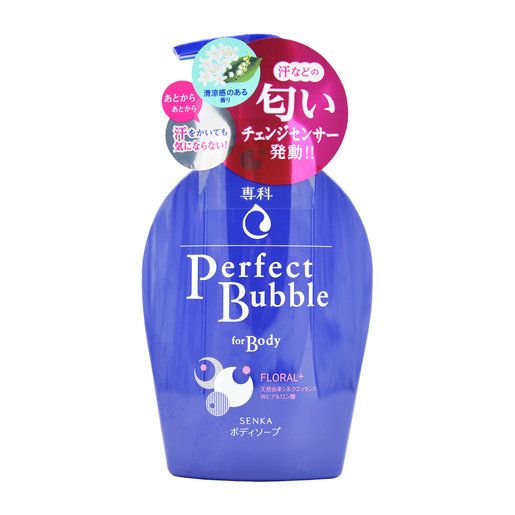 清涼感のある
香り
あとから
あとから
汗をかいても
気にならない!
汗などの
匂い
チェンジセンサー
発動!!
専科
Perfect
Bubble
for Body
FLORAL+
天然由来シルクエッセンス
Wヒアルロン酸
SENKA
ボディソープ